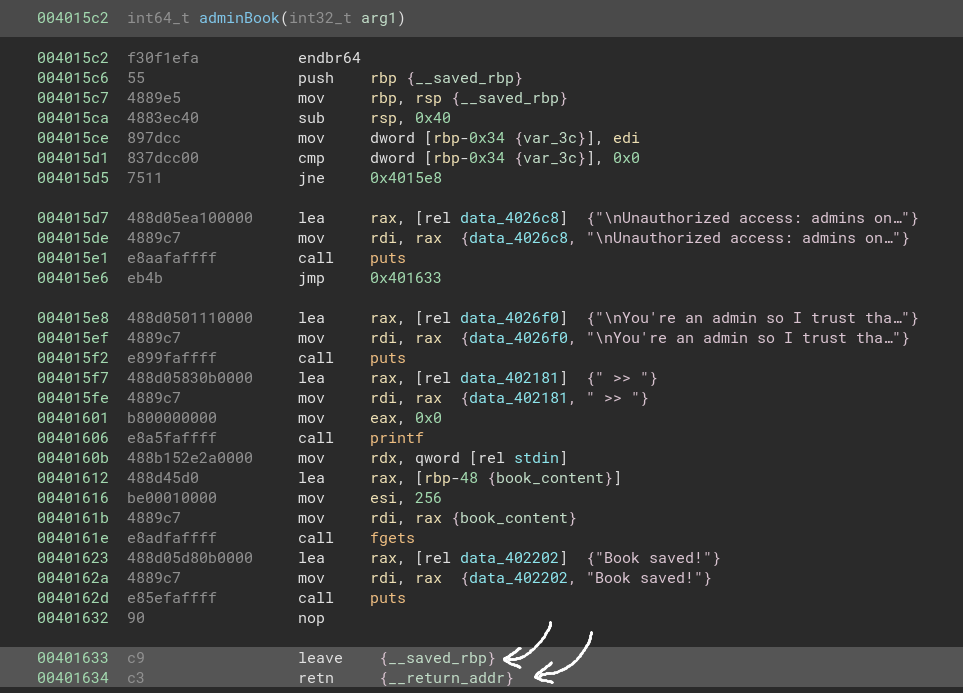 004015c2 int64_t adminBook(int32_t arg1)
004015c2 f30f1efa endbr64
004015c6 55 push rbp {__saved_rbp}
004015c7 4889e5 mov rbp, rsp {__saved_rbp}
004015ca 4883ec40 sub rsp, 0x40
004015ce 897dcc mov dword [rbp-0x34 {var_3c}], edi
004015d1 837dcc00 cmp dword [rbp-0x34 {var_3c}], 0x0
004015d5 7511 jne 0x4015e8
004015d7 488d05ea100000 lea rax, [rel data_4026c8] {"\nUnauthorized access: admins on…"}
004015de 4889c7 mov rdi, rax {data_4026c8, "\nUnauthorized access: admins on…"}
004015e1 e8aafaffff call puts
004015e6 eb4b jmp 0x401633
004015e8 488d0501110000 lea rax, [rel data_4026f0] {"\nYou're an admin so I trust tha…"}
004015ef 4889c7 mov rdi, rax {data_4026f0, "\nYou're an admin so I trust tha…"}
004015f2 e899faffff call puts
004015f7 488d05830b0000 lea rax, [rel data_402181] {" >> "}
004015fe 4889c7 mov rdi, rax {data_402181, " >> "}
00401601 b800000000 mov eax, 0x0
00401606 e8a5faffff call printf
0040160b 488b152e2a0000 mov rdx, qword [rel stdin]
00401612 488d45d0 lea rax, [rbp-48 {book_content}]
00401616 be00010000 mov esi, 256
0040161b 4889c7 mov rdi, rax {book_content}
0040161e e8adfaffff call fgets
00401623 488d05d80b0000 lea rax, [rel data_402202] {"Book saved!"}
0040162a 4889c7 mov rdi, rax {data_402202, "Book saved!"}
0040162d e85efaffff call puts
00401632 90 nop
00401633 c9 leave {__saved_rbp}
00401634 c3 retn {__return_addr}